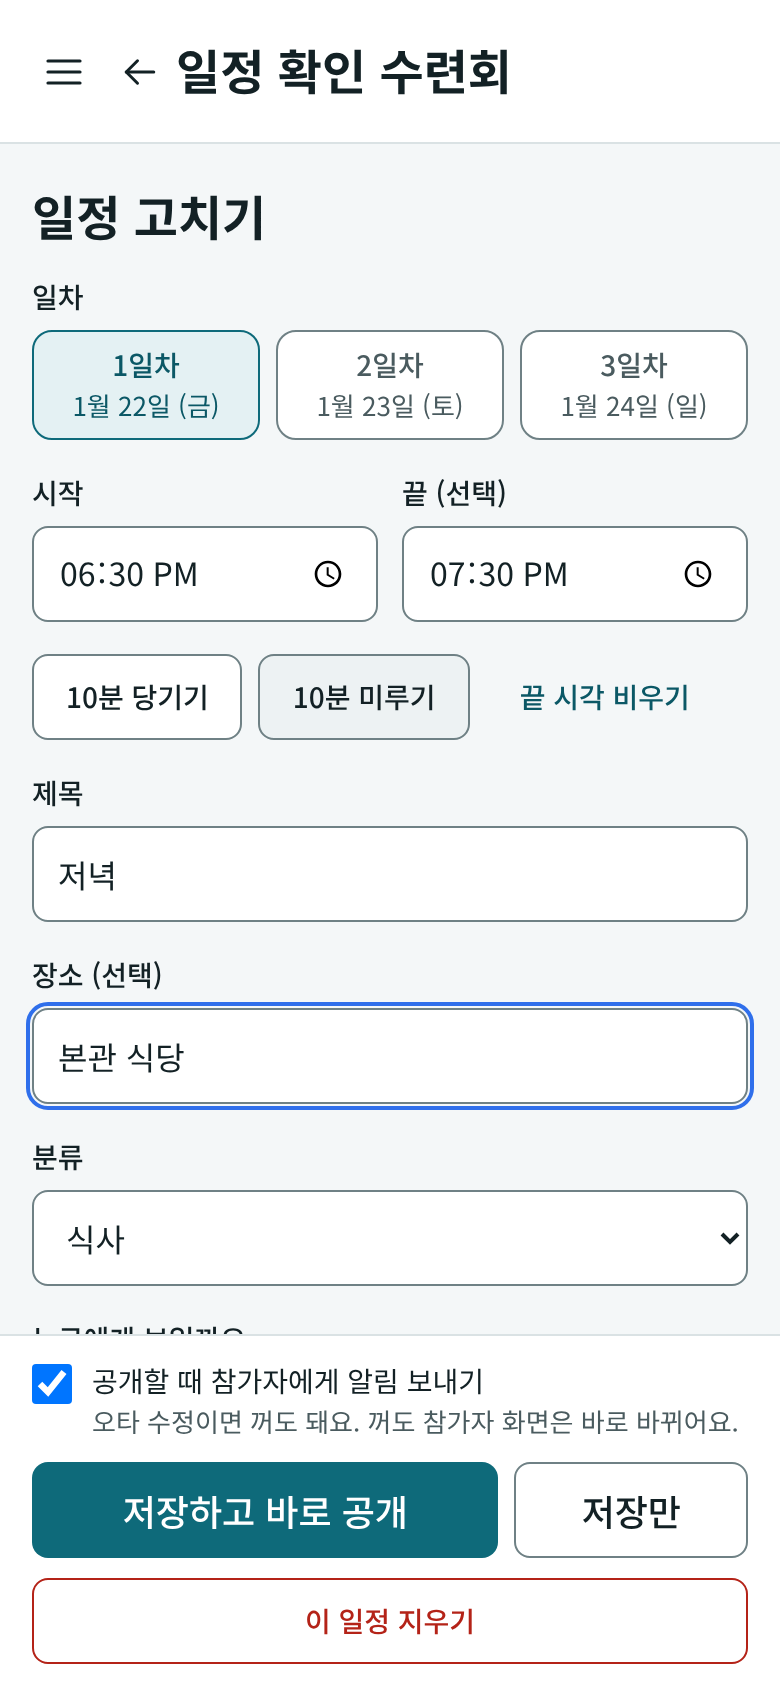 일정 확인 수련회
일정 고치기
일차
1일차
1월 22일 (금)
2일차
1월 23일 (토)
3일차
1월 24일 (일)
시작
끝 (선택)
06:30 PM
07:30 PM
10분 당기기
10분 미루기
끝 시각 비우기
제목
저녁
장소 (선택)
본관 식당
분류
식사
공개할 때 참가자에게 알림 보내기
오타 수정이면 꺼도 돼요. 꺼도 참가자 화면은 바로 바뀌어요.
저장하고 바로 공개
저장만
이 일정 지우기